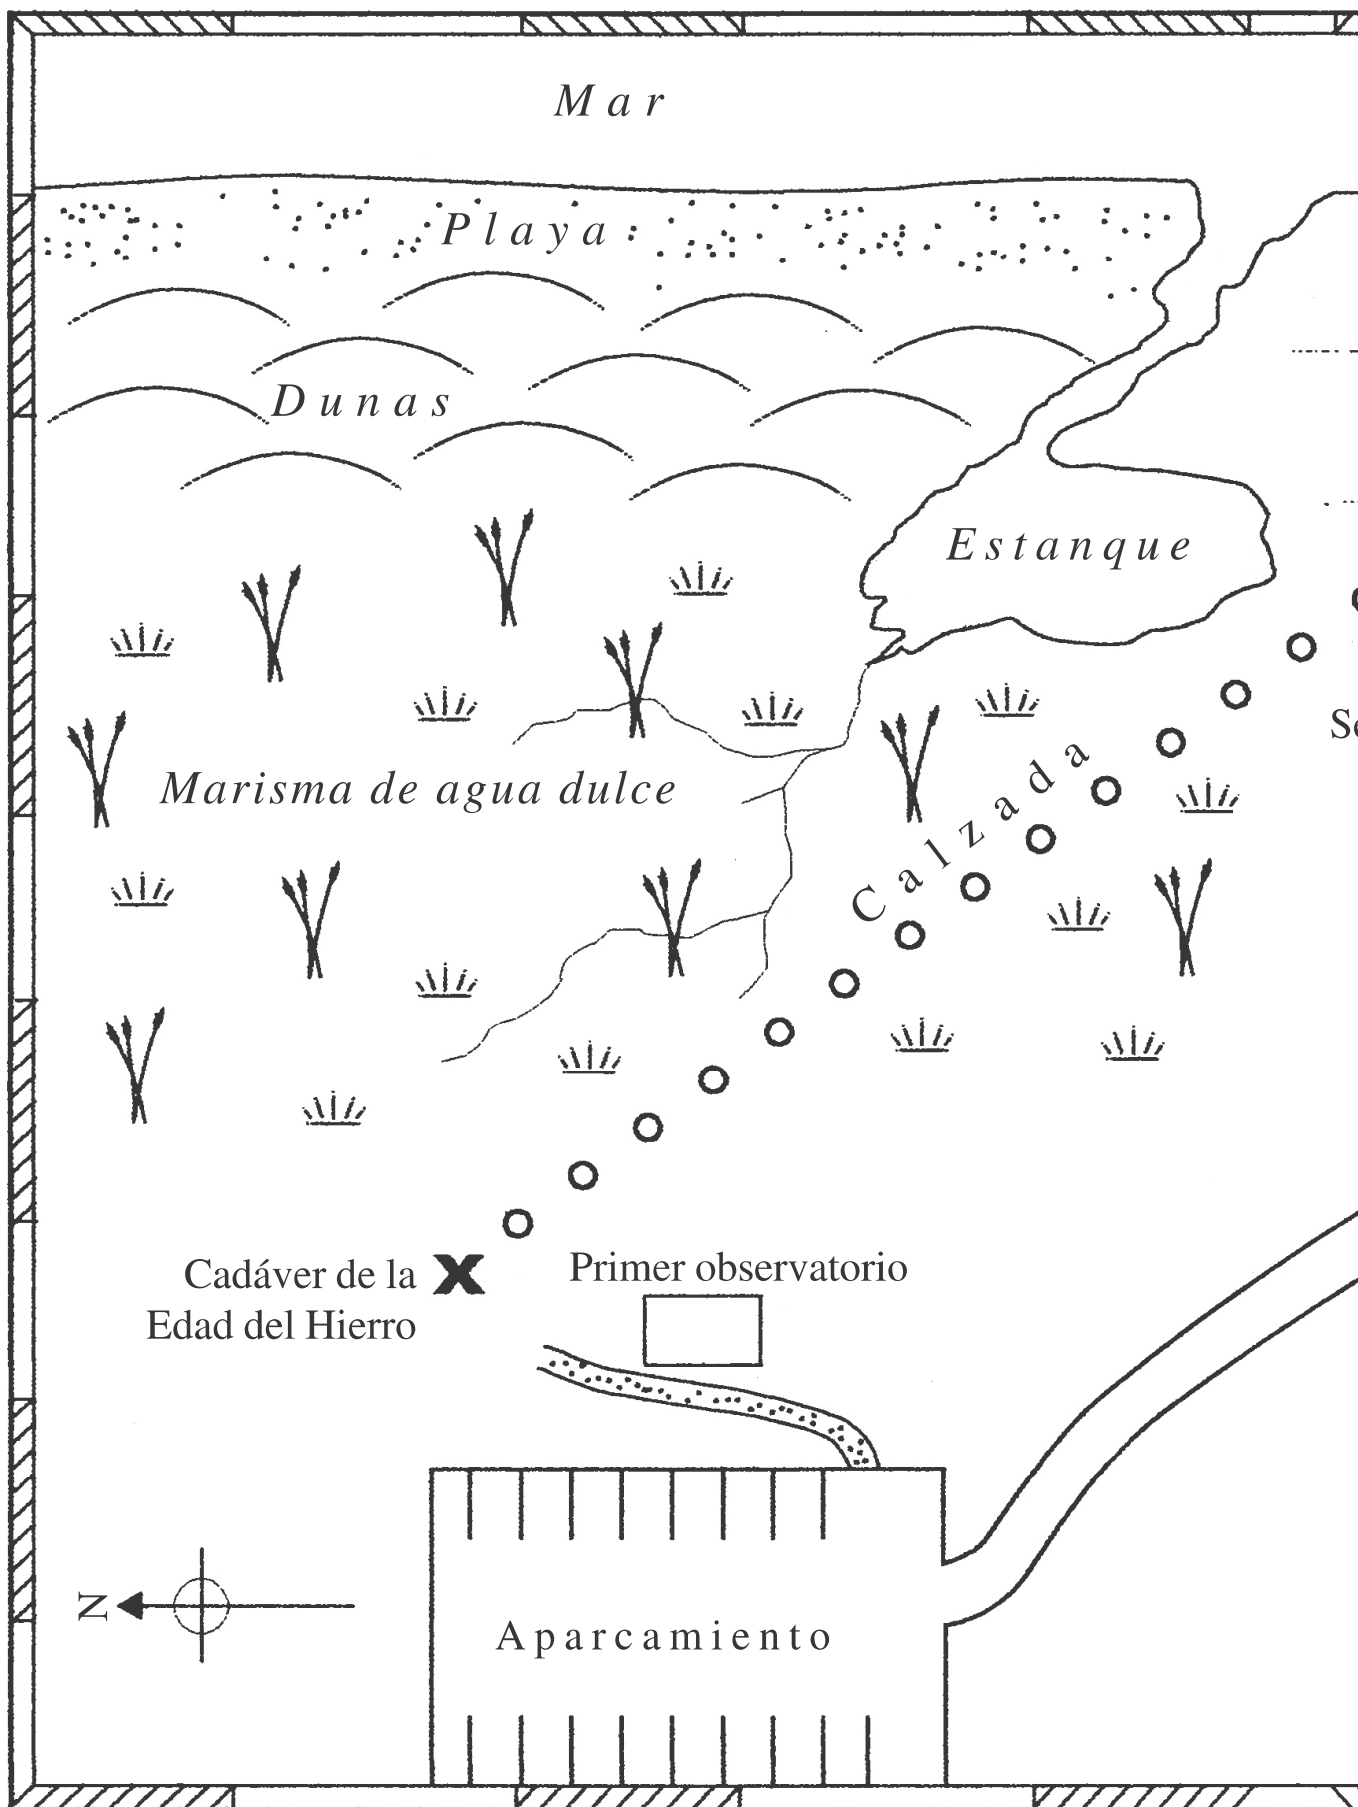 Mar
Playa
Dunas
Estanque
Marisma de agua dulce
Calzada
Cadáver de la
Edad del Hierro
Primer observatorio
N
Aparcamiento